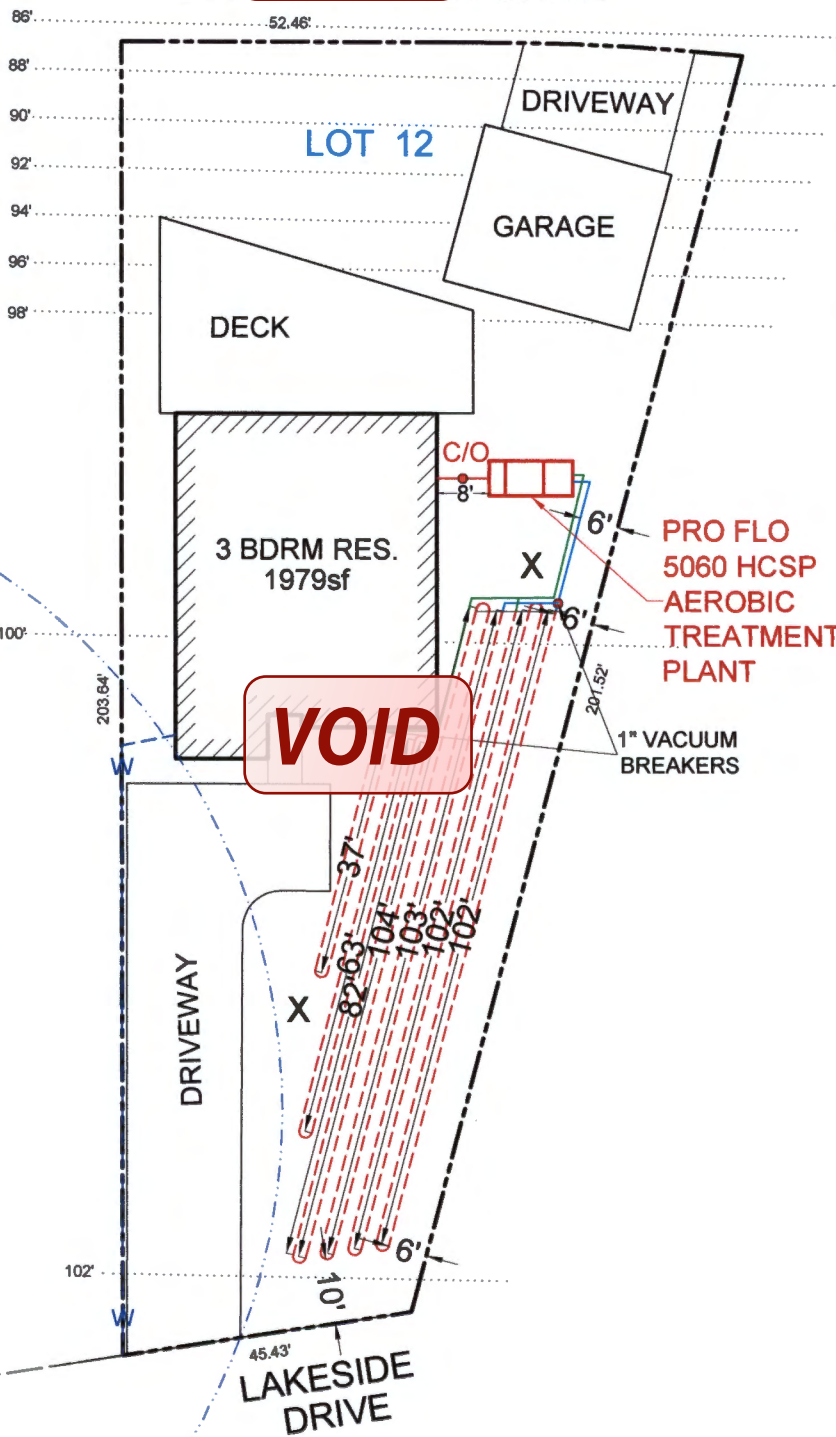 86'
52.46'
88'
DRIVEWAY
90'
LOT 12
92'
94'
GARAGE
96'
98'
DECK
C/O
8'
6'
3 BDRM RES.
1979sf
X
PRO FLO
5060 HCSP
AEROBIC
TREATMENT
PLANT
6'
100'
203.64'
201.52'
VOID
1" VACUUM
BREAKERS
W
37'
63'
82'
104'
103'
102'
102'
X
DRIVEWAY
6'
102'
10'
W
45.43'
LAKESIDE
DRIVE